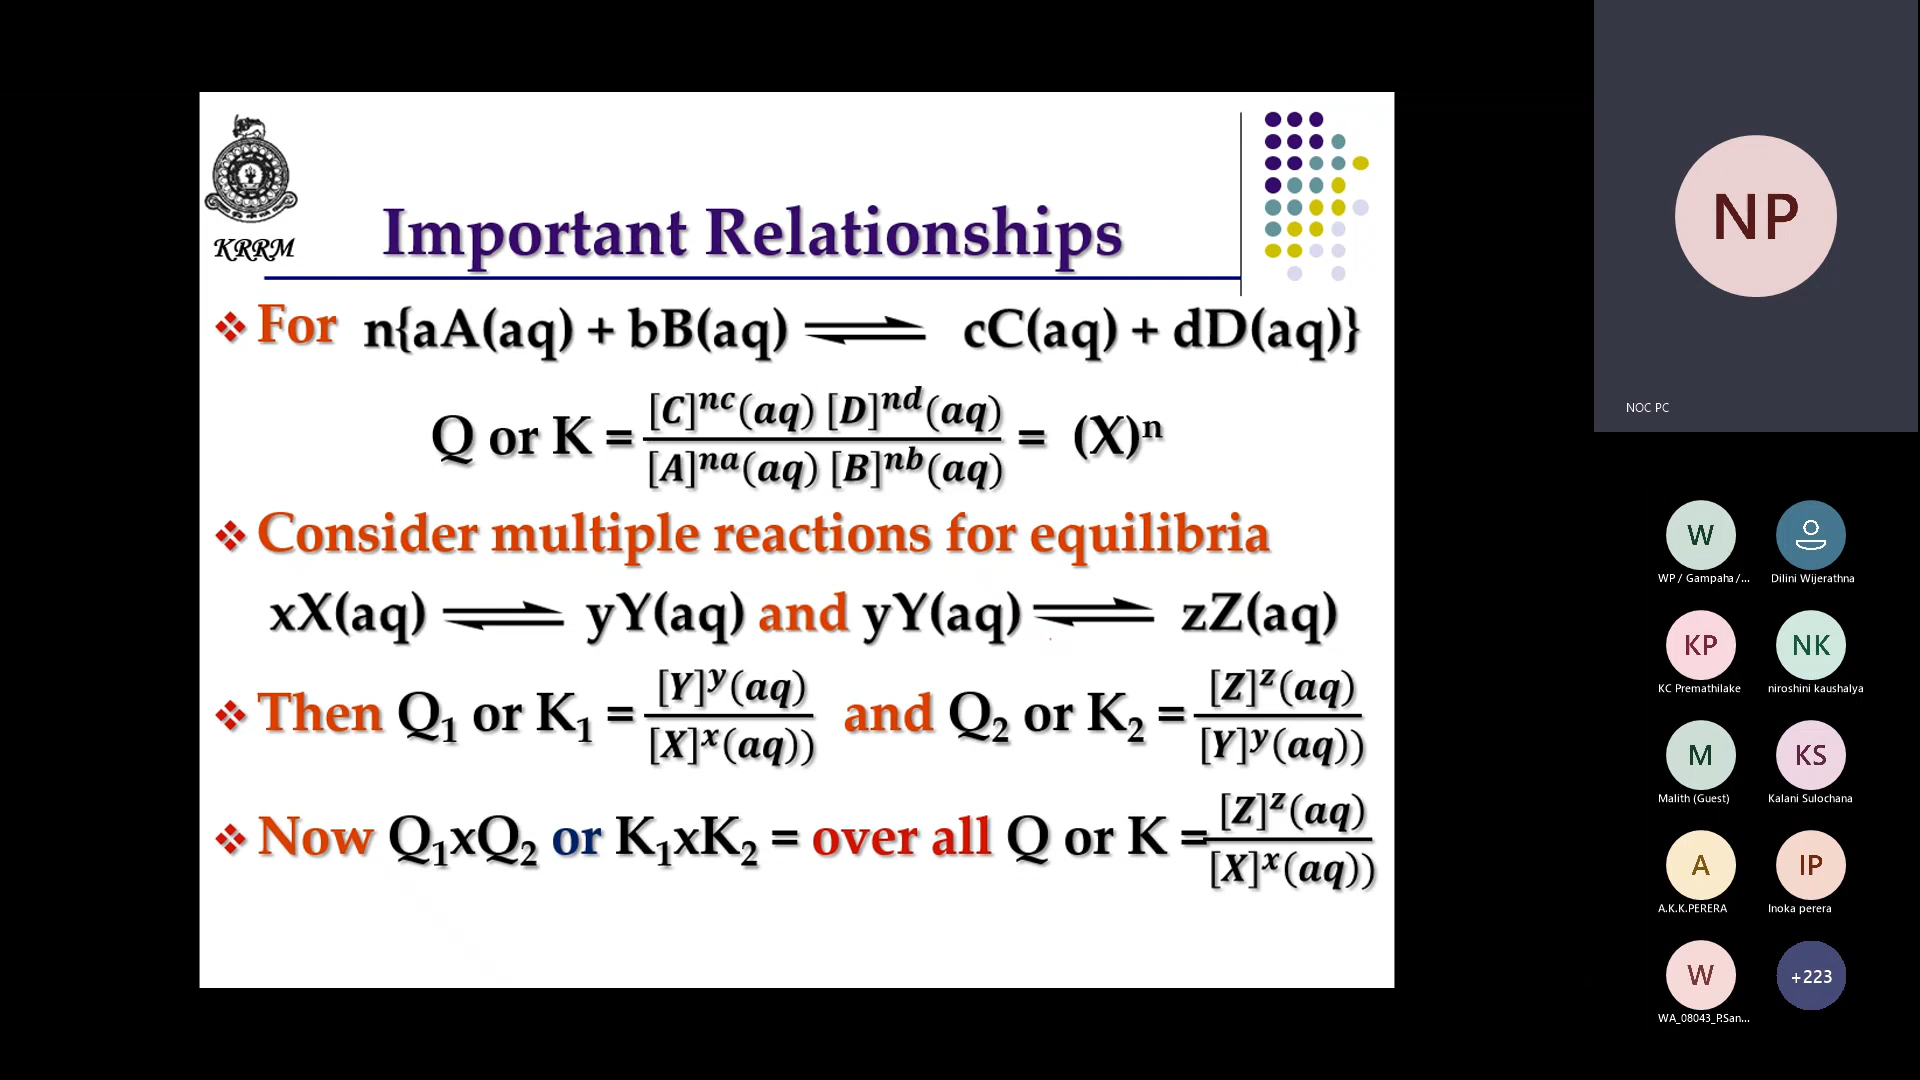 KRRM
Important Relationships
❖ For n{aA(aq) + bB(aq) ⇌ cC(aq) + dD(aq)}
Q or K = [C]^nc(aq) [D]^nd(aq) / [A]^na(aq) [B]^nb(aq) = (X)^n
❖ Consider multiple reactions for equilibria
xX(aq) ⇌ yY(aq) and yY(aq) ⇌ zZ(aq)
❖ Then Q₁ or K₁ = [Y]^y(aq) / [X]^x(aq)) and Q₂ or K₂ = [Z]^z(aq) / [Y]^y(aq))
❖ Now Q₁xQ₂ or K₁xK₂ = over all Q or K = [Z]^z(aq) / [X]^x(aq))
NP
NOC PC
W
WP / Gampaha /...
Dilini Wijerathna
KP
KC Premathilake
NK
niroshini kaushalya
M
Malith (Guest)
KS
Kalani Sulochana
A
A.K.K.PERERA
IP
Inoka perera
W
WA_08043_P.San...
+223